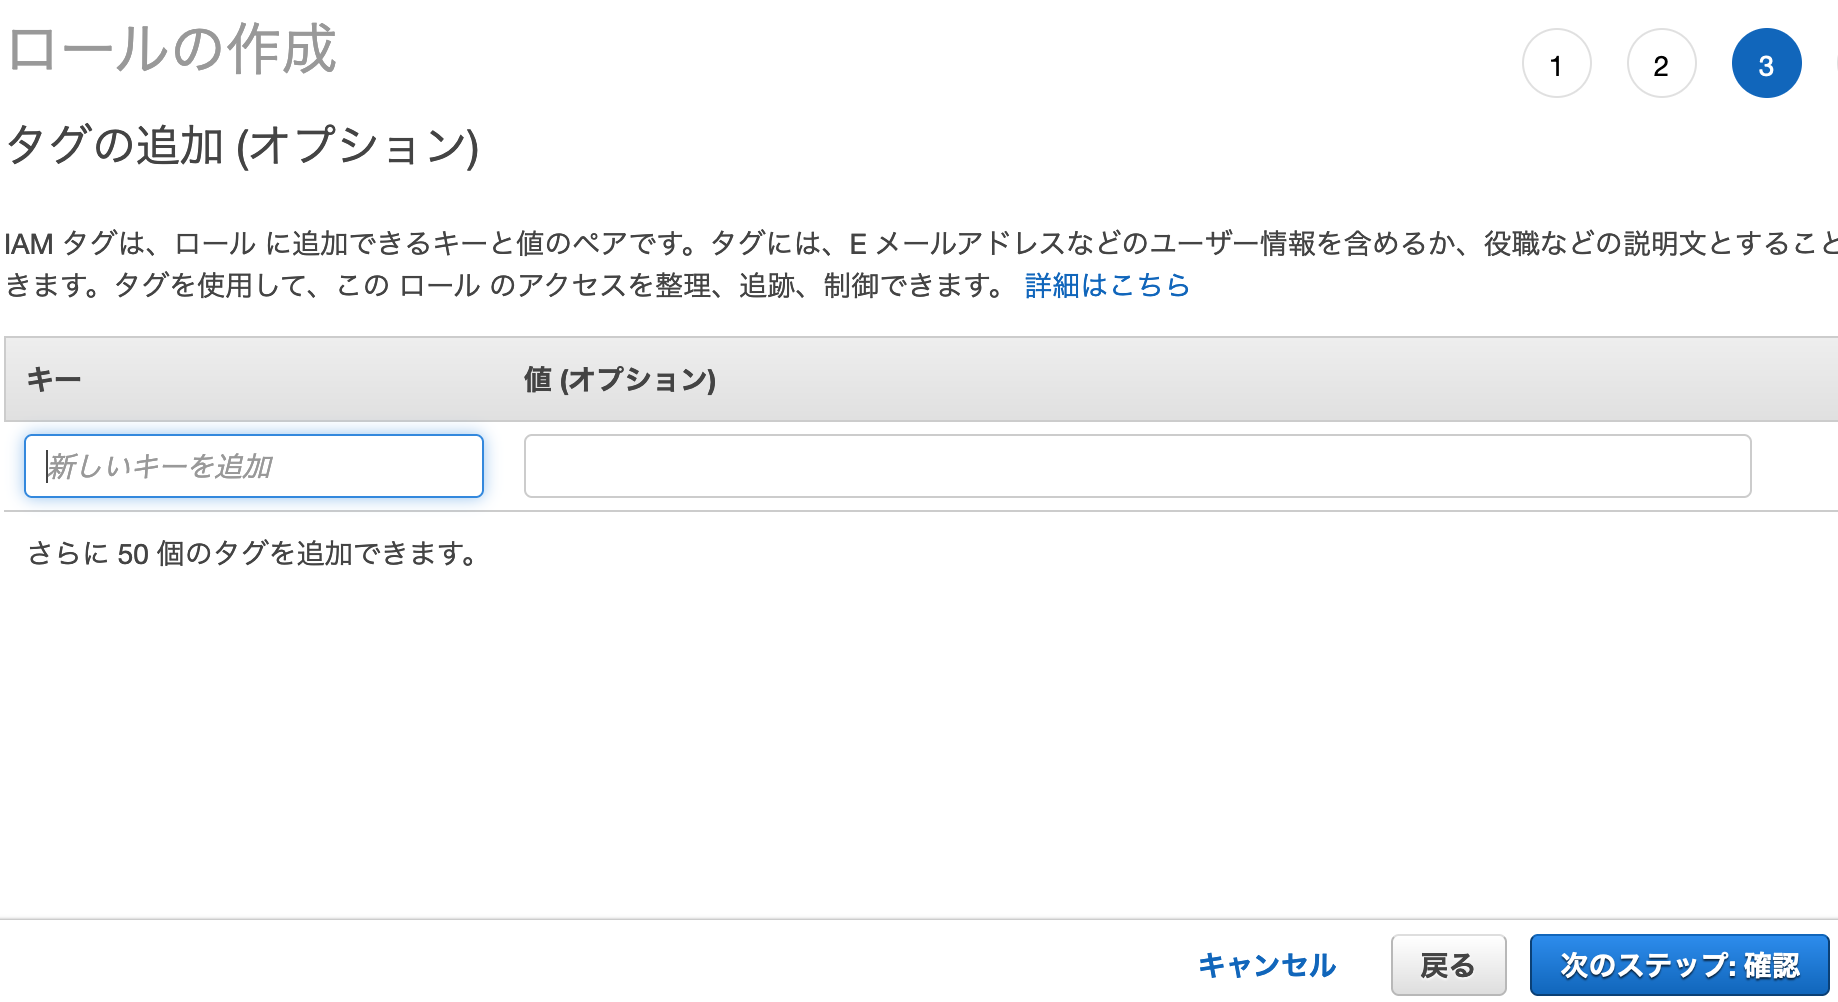 ロールの作成
1 2 3
タグの追加 (オプション)
IAM タグは、ロール に追加できるキーと値のペアです。タグには、E メールアドレスなどのユーザー情報を含めるか、役職などの説明文とすること
きます。タグを使用して、この ロール のアクセスを整理、追跡、制御できます。 詳細はこちら
キー 値 (オプション)
新しいキーを追加
さらに 50 個のタグを追加できます。
キャンセル 戻る 次のステップ: 確認